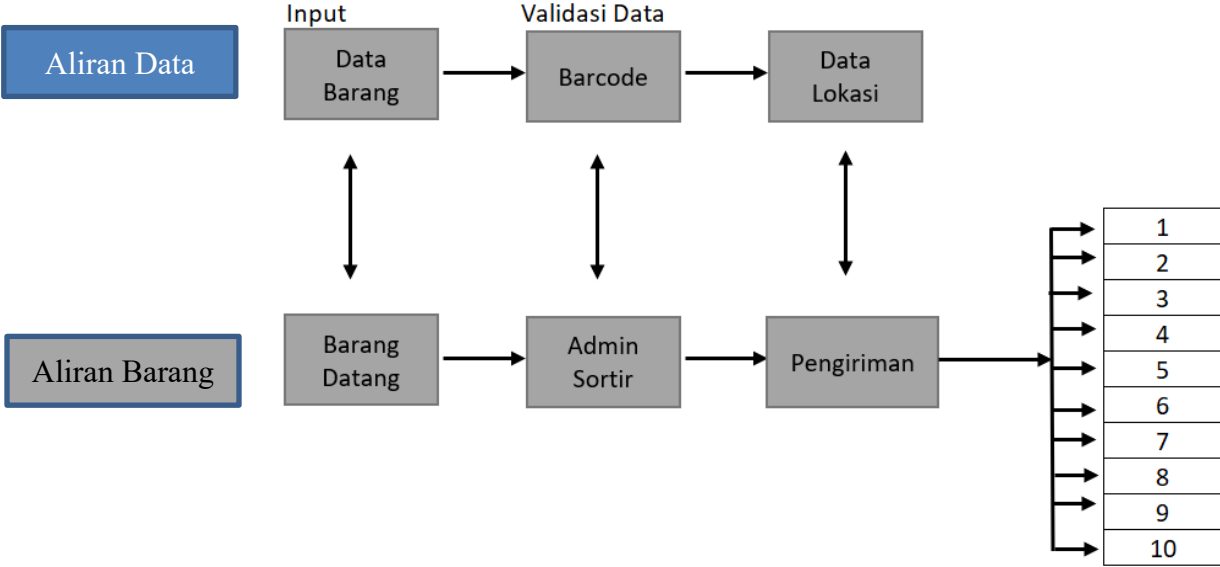 Input
Validasi Data
Aliran Data
Data
Barang
Barcode
Data
Lokasi
Aliran Barang
Barang
Datang
Admin
Sortir
Pengiriman
1
2
3
4
5
6
7
8
9
10